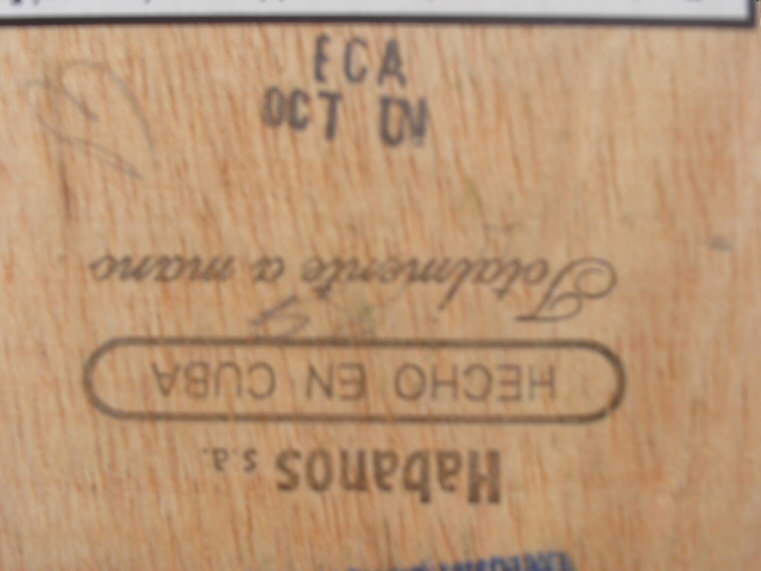 ECA
OCT
Habanos s.a.
HECHO EN CUBA
Totalmente a mano